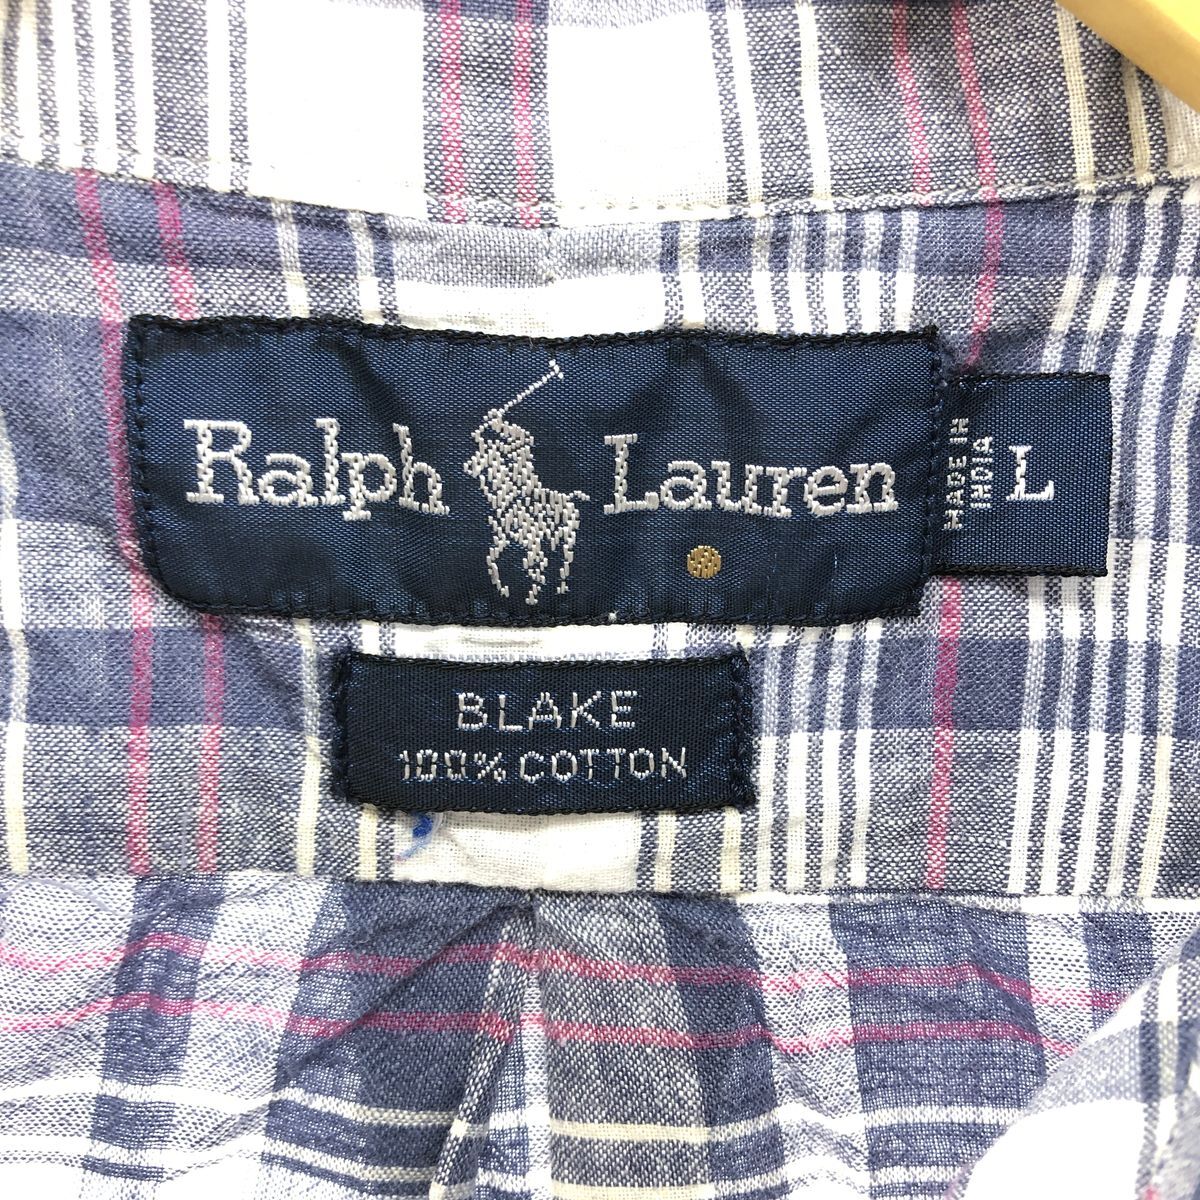 Ralph Lauren
MADE IN
INDIA
L
BLAKE
100% COTTON